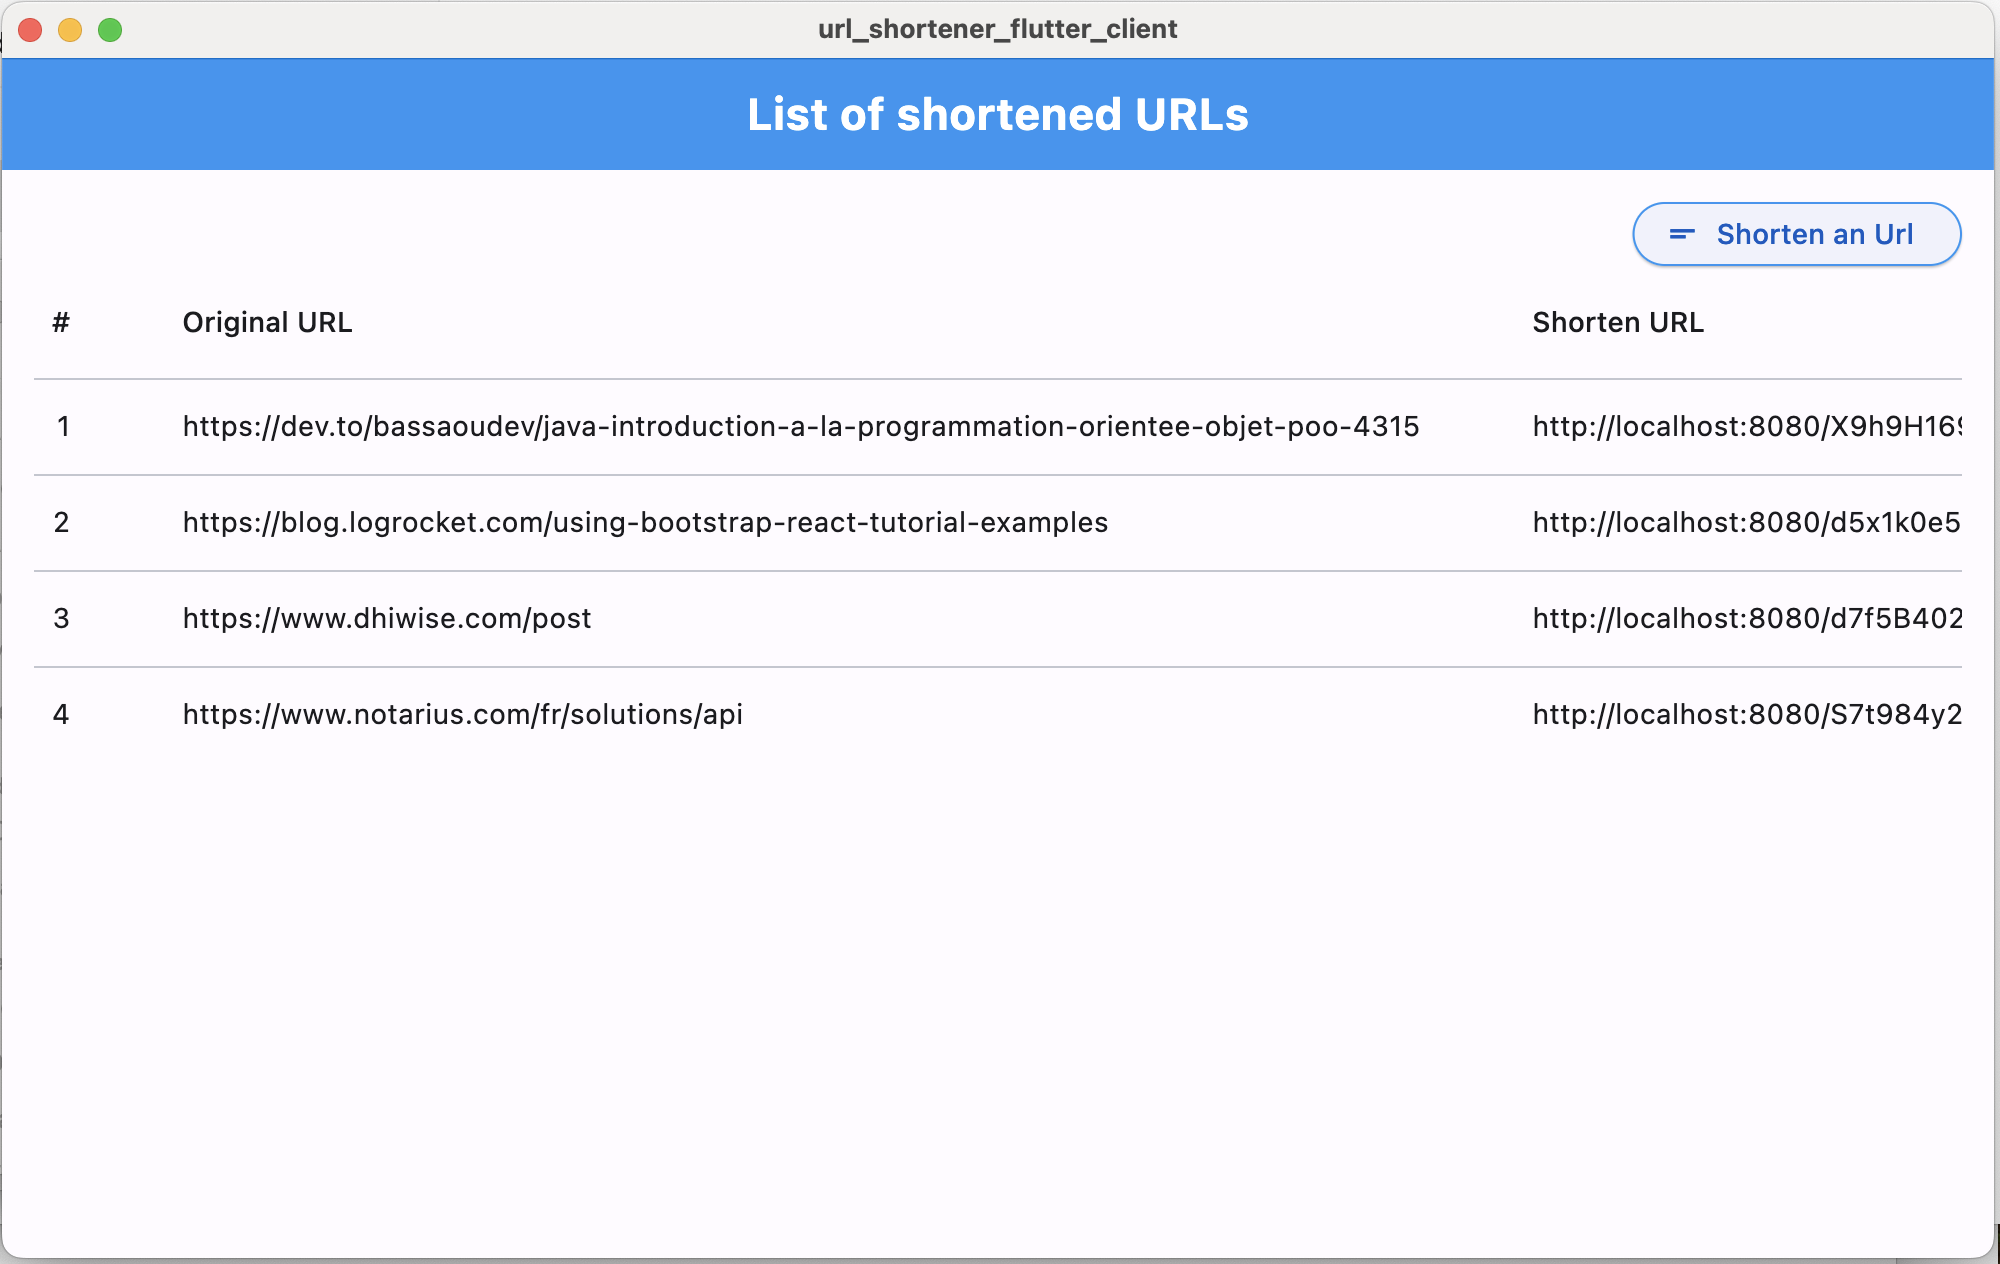 url_shortener_flutter_client
List of shortened URLs
Shorten an Url
# Original URL Shorten URL
1 https://dev.to/bassaoudev/java-introduction-a-la-programmation-orientee-objet-poo-4315 http://localhost:8080/X9h9H169
2 https://blog.logrocket.com/using-bootstrap-react-tutorial-examples http://localhost:8080/d5x1k0e5
3 https://www.dhiwise.com/post http://localhost:8080/d7f5B402
4 https://www.notarius.com/fr/solutions/api http://localhost:8080/S7t984y2